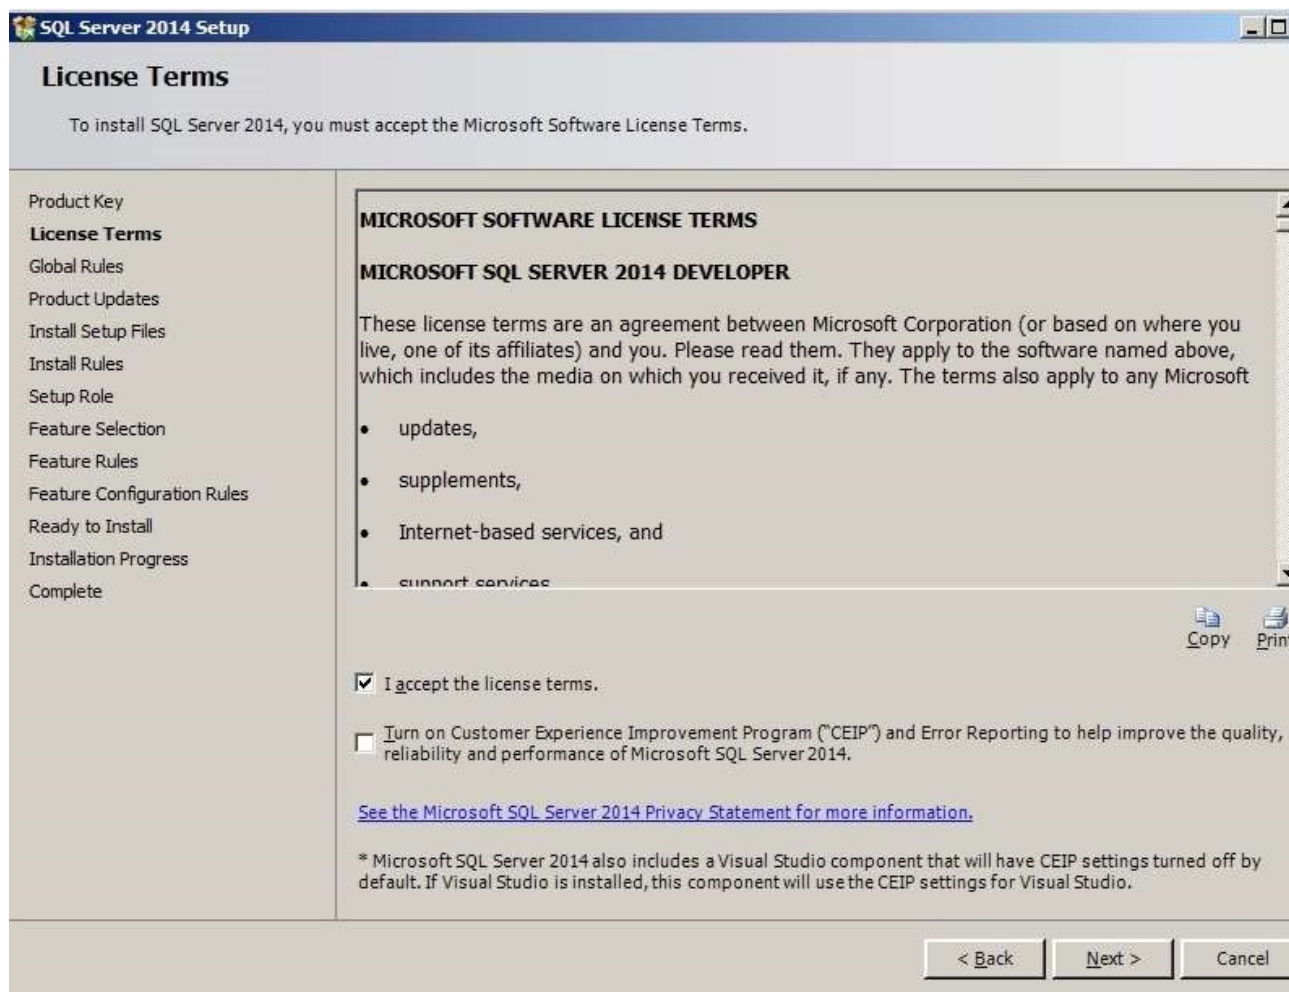 SQL Server 2014 Setup
License Terms
To install SQL Server 2014, you must accept the Microsoft Software License Terms.
Product Key
License Terms
Global Rules
Product Updates
Install Setup Files
Install Rules
Setup Role
Feature Selection
Feature Rules
Feature Configuration Rules
Ready to Install
Installation Progress
Complete
MICROSOFT SOFTWARE LICENSE TERMS
MICROSOFT SQL SERVER 2014 DEVELOPER
These license terms are an agreement between Microsoft Corporation (or based on where you
live, one of its affiliates) and you. Please read them. They apply to the software named above,
which includes the media on which you received it, if any. The terms also apply to any Microsoft
• updates,
• supplements,
• Internet-based services, and
• support services
Copy Print
I accept the license terms.
Turn on Customer Experience Improvement Program ("CEIP") and Error Reporting to help improve the quality,
reliability and performance of Microsoft SQL Server 2014.
See the Microsoft SQL Server 2014 Privacy Statement for more information.
* Microsoft SQL Server 2014 also includes a Visual Studio component that will have CEIP settings turned off by
default. If Visual Studio is installed, this component will use the CEIP settings for Visual Studio.
< Back Next > Cancel